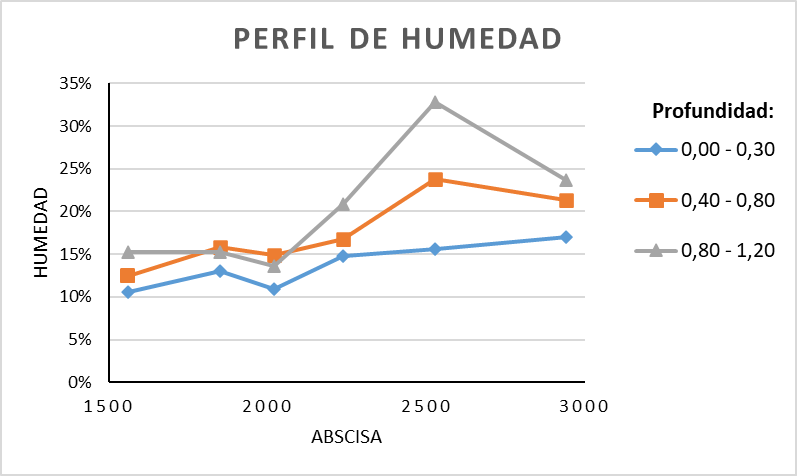 PERFIL DE HUMEDAD
35%
30%
25%
20%
15%
10%
5%
0%
HUMEDAD
1500 2000 2500 3000
ABSCISA
Profundidad:
0,00 - 0,30
0,40 - 0,80
0,80 - 1,20